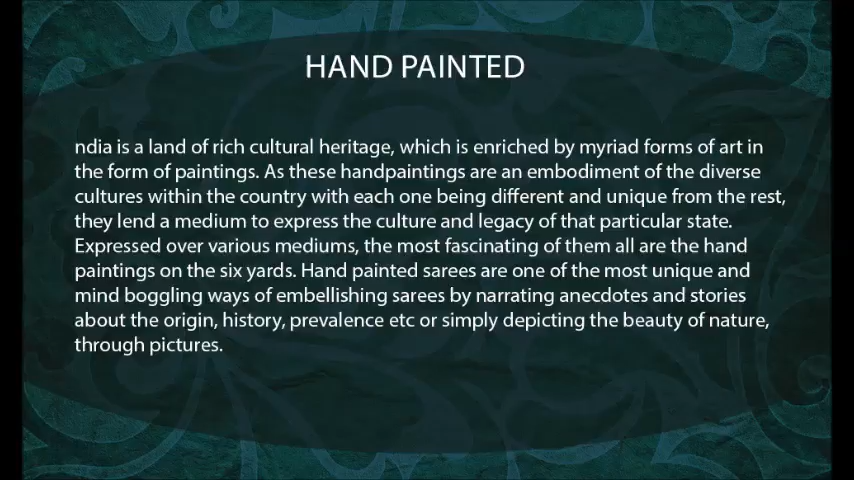 HAND PAINTED
ndia is a land of rich cultural heritage, which is enriched by myriad forms of art in
the form of paintings. As these handpaintings are an embodiment of the diverse
cultures within the country with each one being different and unique from the rest,
they lend a medium to express the culture and legacy of that particular state.
Expressed over various mediums, the most fascinating of them all are the hand
paintings on the six yards. Hand painted sarees are one of the most unique and
mind boggling ways of embellishing sarees by narrating anecdotes and stories
about the origin, history, prevalence etc or simply depicting the beauty of nature,
through pictures.